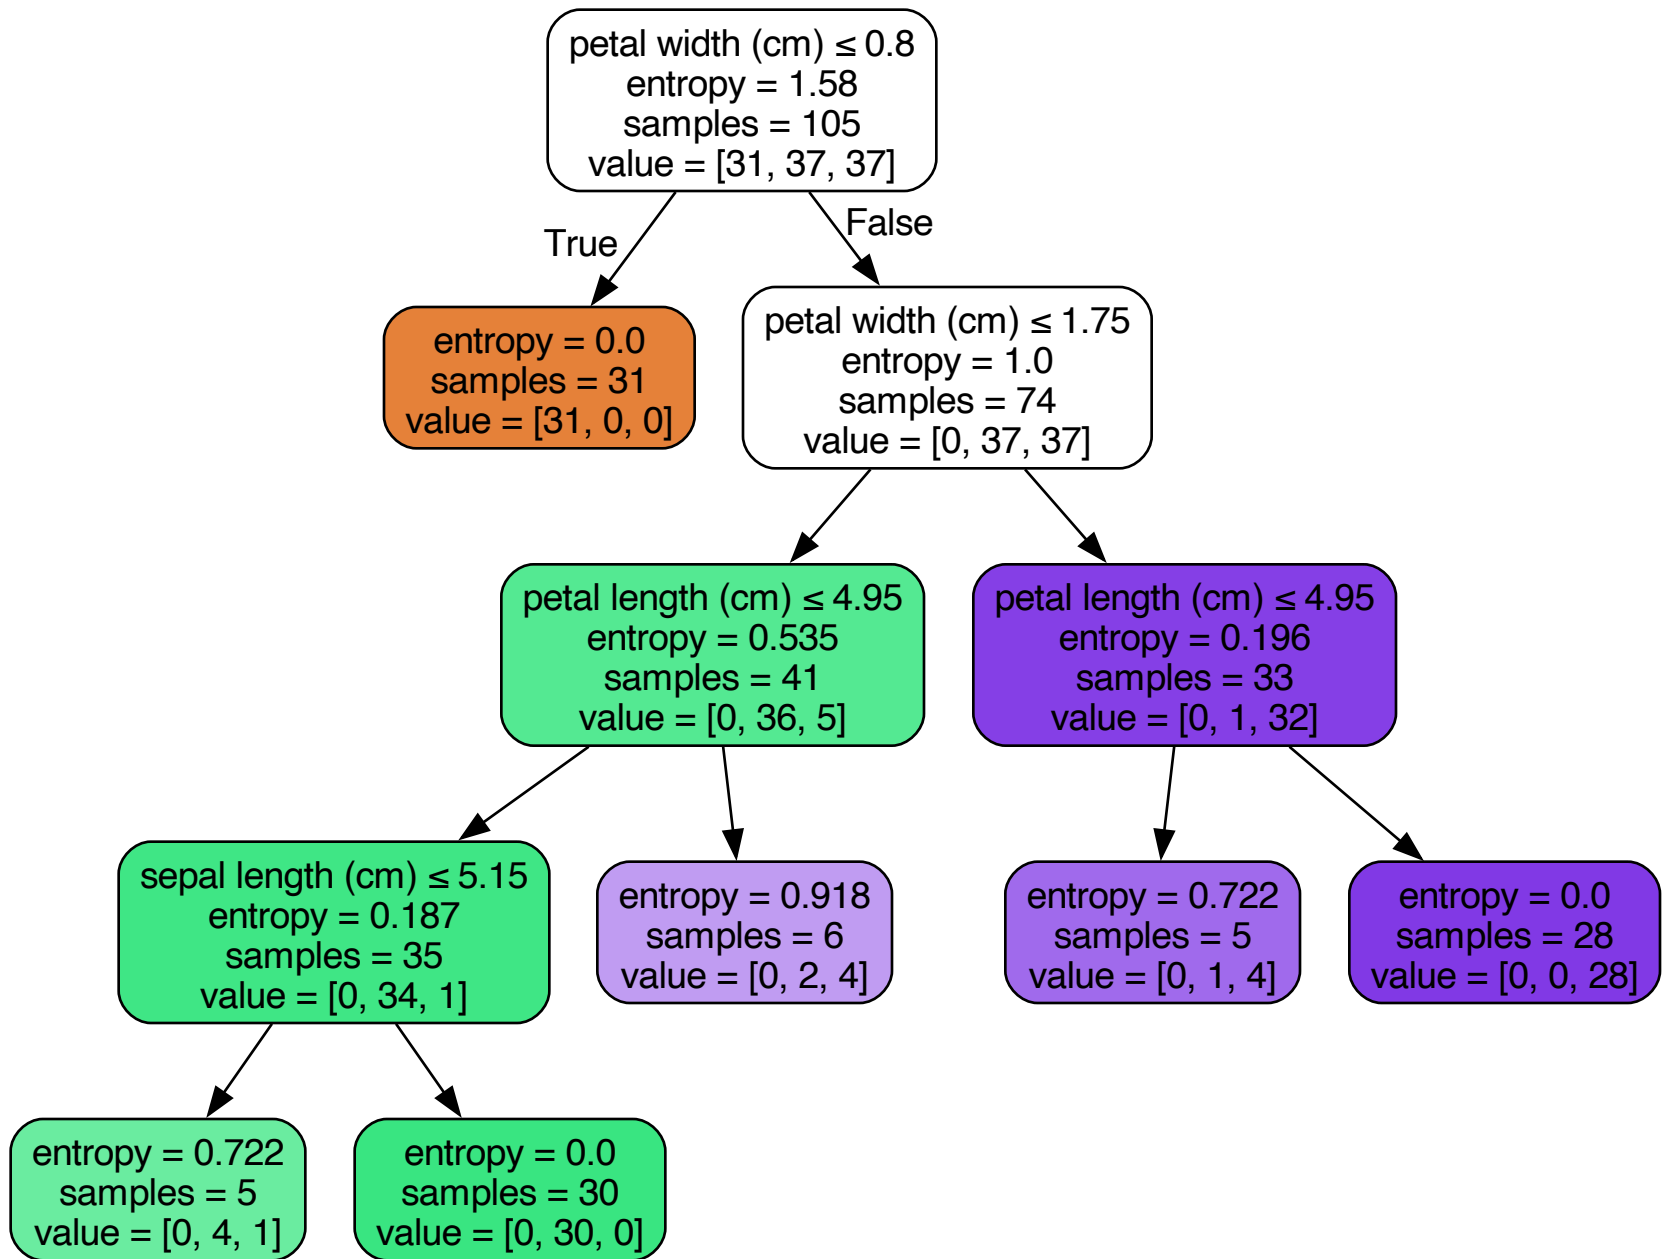 petal width (cm) ≤ 0.8
entropy = 1.58
samples = 105
value = [31, 37, 37]
True
False
entropy = 0.0
samples = 31
value = [31, 0, 0]
petal width (cm) ≤ 1.75
entropy = 1.0
samples = 74
value = [0, 37, 37]
petal length (cm) ≤ 4.95
entropy = 0.535
samples = 41
value = [0, 36, 5]
petal length (cm) ≤ 4.95
entropy = 0.196
samples = 33
value = [0, 1, 32]
sepal length (cm) ≤ 5.15
entropy = 0.187
samples = 35
value = [0, 34, 1]
entropy = 0.918
samples = 6
value = [0, 2, 4]
entropy = 0.722
samples = 5
value = [0, 1, 4]
entropy = 0.0
samples = 28
value = [0, 0, 28]
entropy = 0.722
samples = 5
value = [0, 4, 1]
entropy = 0.0
samples = 30
value = [0, 30, 0]